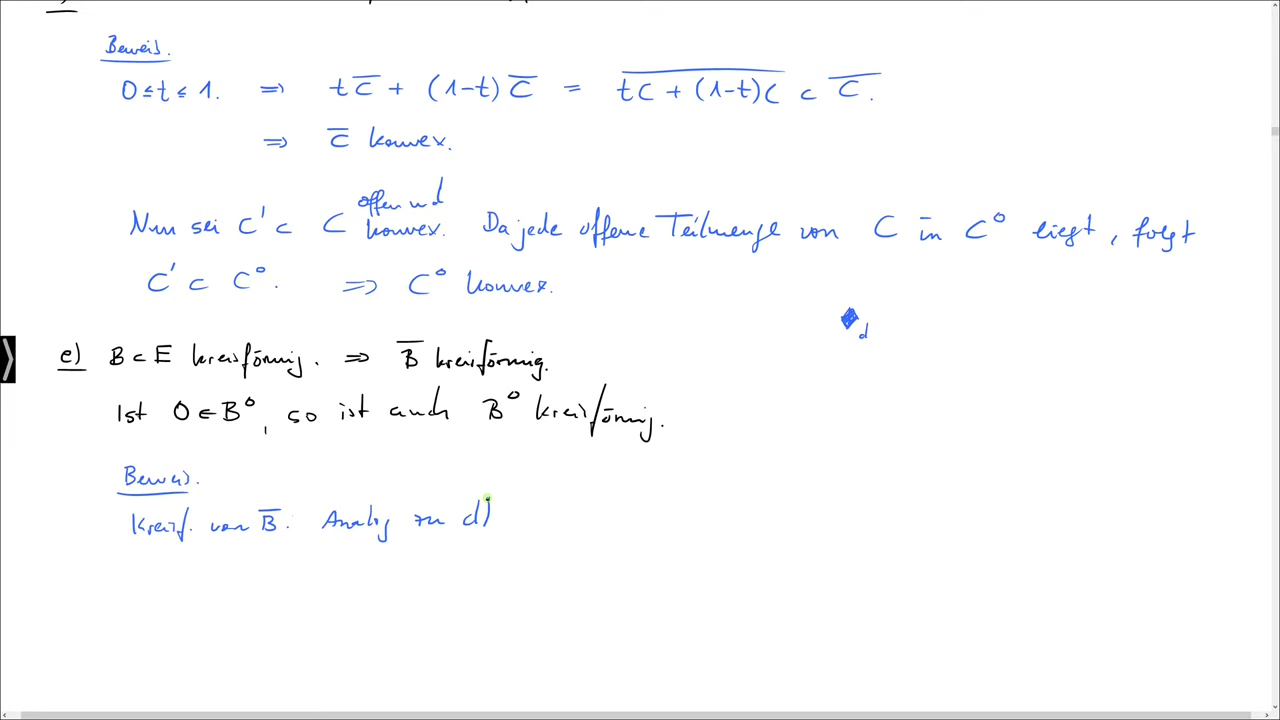 Beweis.
0 ≤ t ≤ 1. ⇒ t C̅ + (1-t) C̅ = \overline{tC + (1-t)C} ⊂ C̅.
⇒ C̅ konvex.
offen und
Nun sei C' ⊂ C konvex. Da jede offene Teilmenge von C in C° liegt, folgt
C' ⊂ C°. ⇒ C° konvex.
d
e) B ⊂ E kreisförmig. ⇒ B̅ kreisförmig.
Ist 0 ∈ B°, so ist auch B° kreisförmig.
Beweis.
Kreisf. von B̅: Analog zu d)